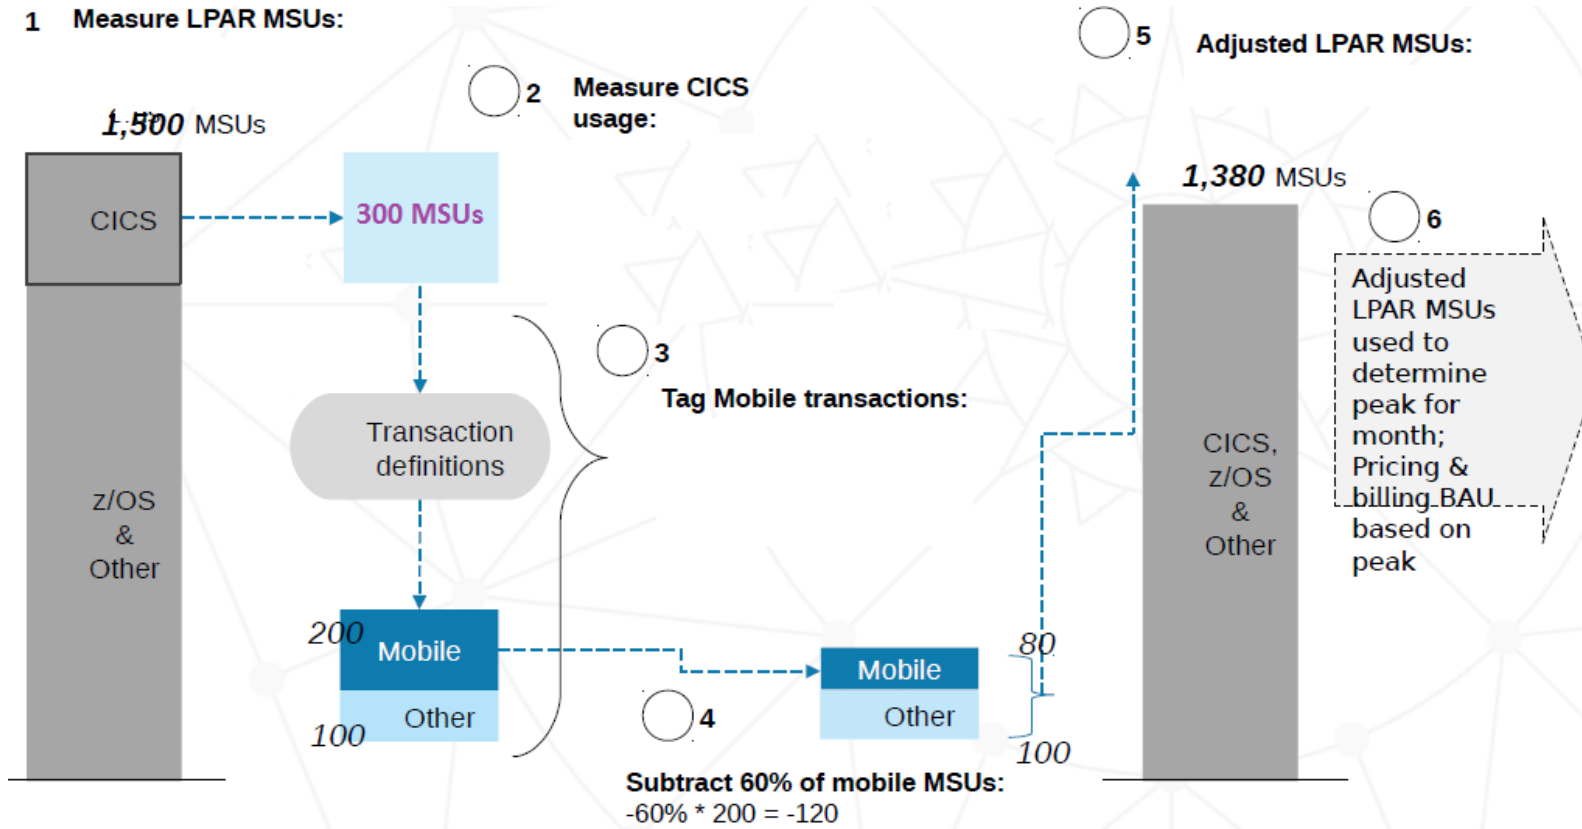 1 Measure LPAR MSUs:
2 Measure CICS
usage:
1,500 MSUs
CICS
300 MSUs
z/OS
&
Other
3
Tag Mobile transactions:
Transaction
definitions
200
Mobile
Other
100
4
Subtract 60% of mobile MSUs:
-60% * 200 = -120
80
Mobile
Other
100
5 Adjusted LPAR MSUs:
1,380 MSUs
CICS,
z/OS
&
Other
6
Adjusted
LPAR MSUs
used to
determine
peak for
month;
Pricing &
billing BAU
based on
peak